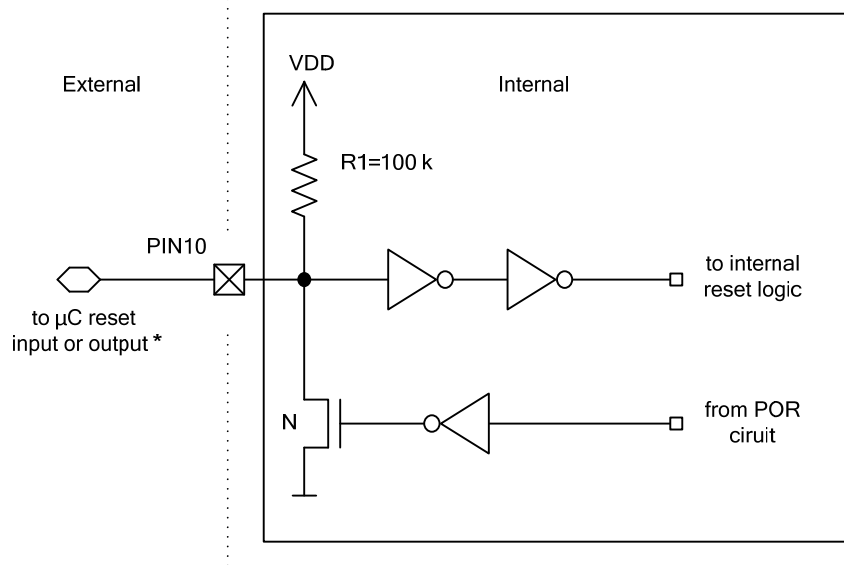 External
VDD
Internal
R1=100 k
PIN10
to internal
reset logic
to µC reset
input or output *
N
from POR
ciruit